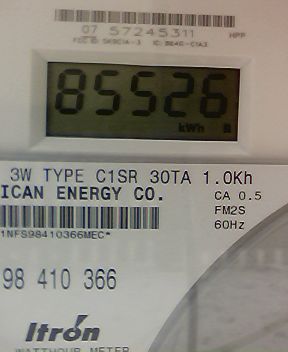 07 57245311 HPP
85526
kWh
3W TYPE C1SR 30TA 1.0Kh
ICAN ENERGY CO.
CA 0.5
FM2S
60Hz
1NFS98410366MEC*
98 410 366
Itron
WATTHOUR METER